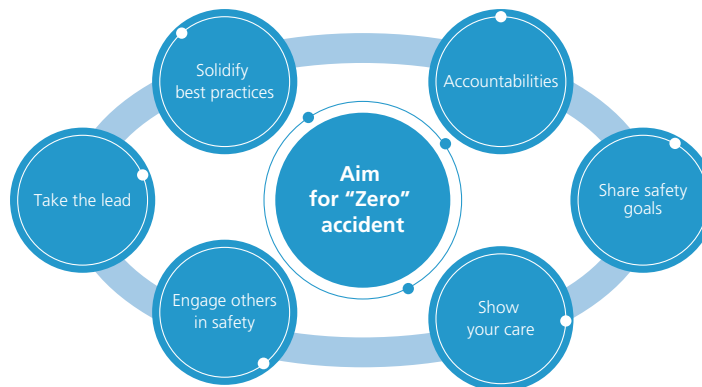 Solidify
best practices
Accountabilities
Take the lead
Aim
for “Zero”
accident
Share safety
goals
Engage others
in safety
Show
your care